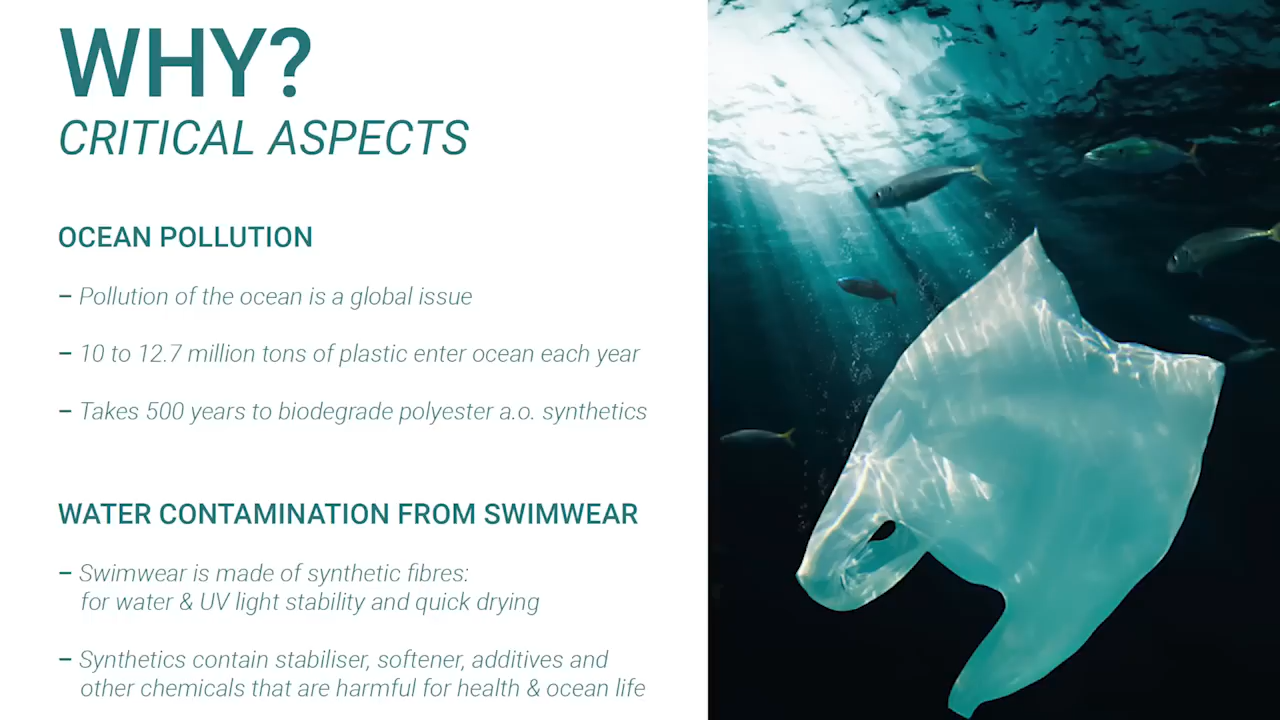 WHY?
CRITICAL ASPECTS
OCEAN POLLUTION
– Pollution of the ocean is a global issue
– 10 to 12.7 million tons of plastic enter ocean each year
– Takes 500 years to biodegrade polyester a.o. synthetics
WATER CONTAMINATION FROM SWIMWEAR
– Swimwear is made of synthetic fibres:
for water & UV light stability and quick drying
– Synthetics contain stabiliser, softener, additives and
other chemicals that are harmful for health & ocean life